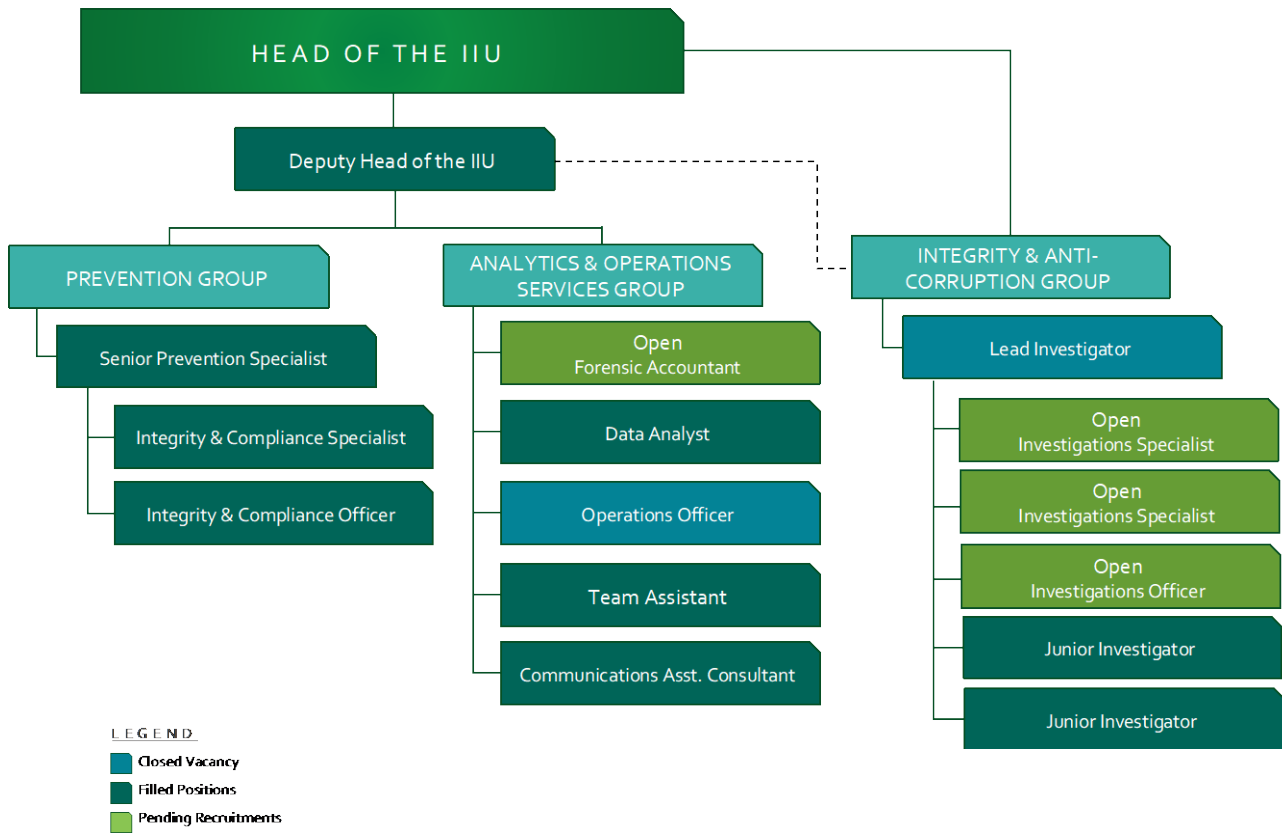 HEAD OF THE IIU
Deputy Head of the IIU
PREVENTION GROUP
Senior Prevention Specialist
Integrity & Compliance Specialist
Integrity & Compliance Officer
ANALYTICS & OPERATIONS
SERVICES GROUP
Open
Forensic Accountant
Data Analyst
Operations Officer
Team Assistant
Communications Asst. Consultant
INTEGRITY & ANTI-
CORRUPTION GROUP
Lead Investigator
Open
Investigations Specialist
Open
Investigations Specialist
Open
Investigations Officer
Junior Investigator
Junior Investigator
LEGEND
Closed Vacancy
Filled Positions
Pending Recruitments